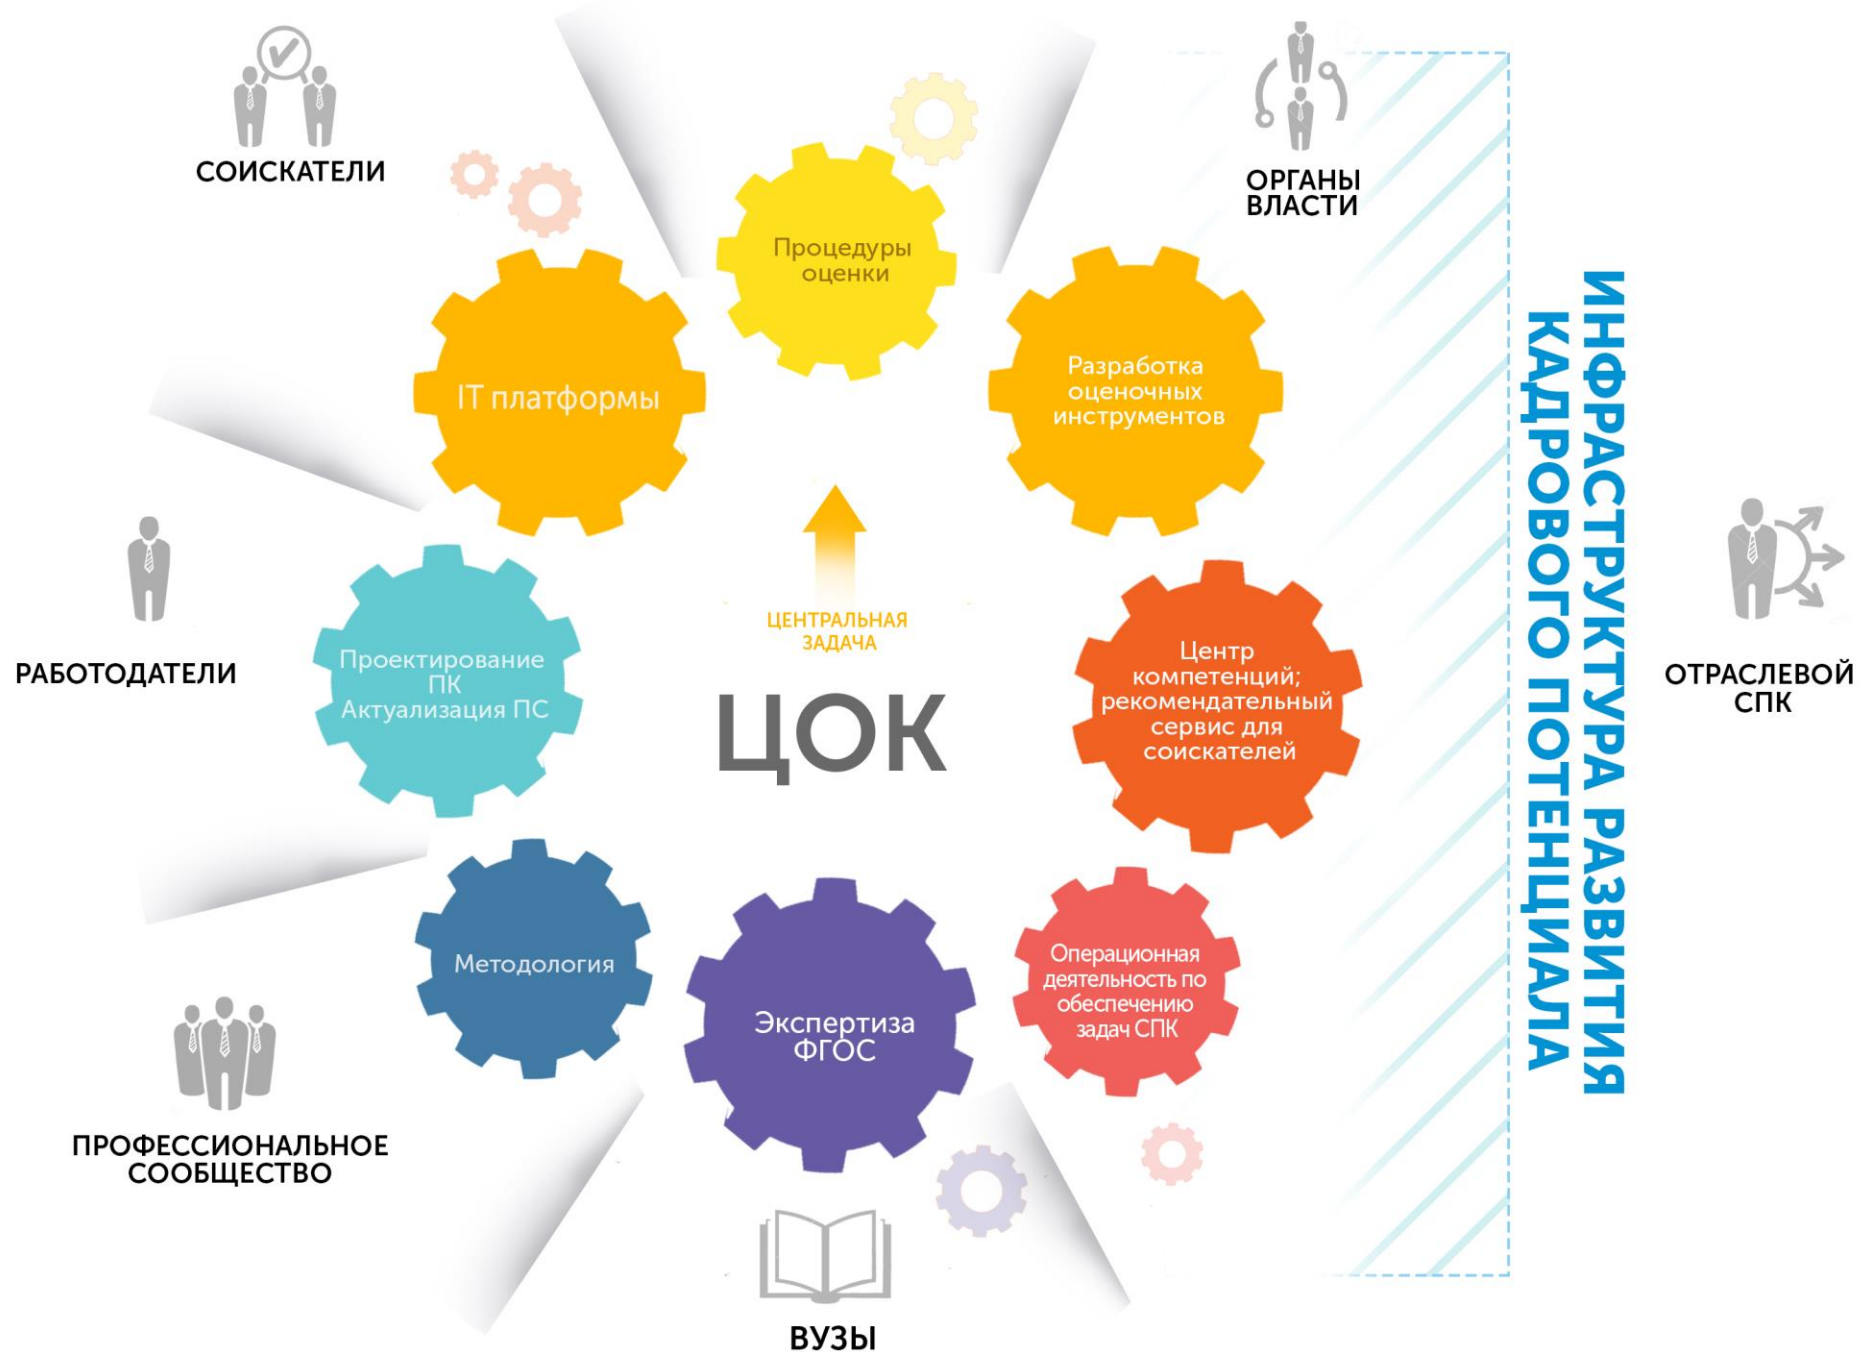 СОИСКАТЕЛИ
ОРГАНЫ
ВЛАСТИ
Процедуры
оценки
IT платформы
Разработка
оценочных
инструментов
ЦЕНТРАЛЬНАЯ
ЗАДАЧА
ЦОК
РАБОТОДАТЕЛИ
Проектирование
ПК
Актуализация ПС
Центр
компетенций;
рекомендательный
сервис для
соискателей
ИНФРАСТРУКТУРА РАЗВИТИЯ
КАДРОВОГО ПОТЕНЦИАЛА
ОТРАСЛЕВОЙ
СПК
Методология
Экспертиза
ФГОС
Операционная
деятельность по
обеспечению
задач СПК
ПРОФЕССИОНАЛЬНОЕ
СООБЩЕСТВО
ВУЗЫ